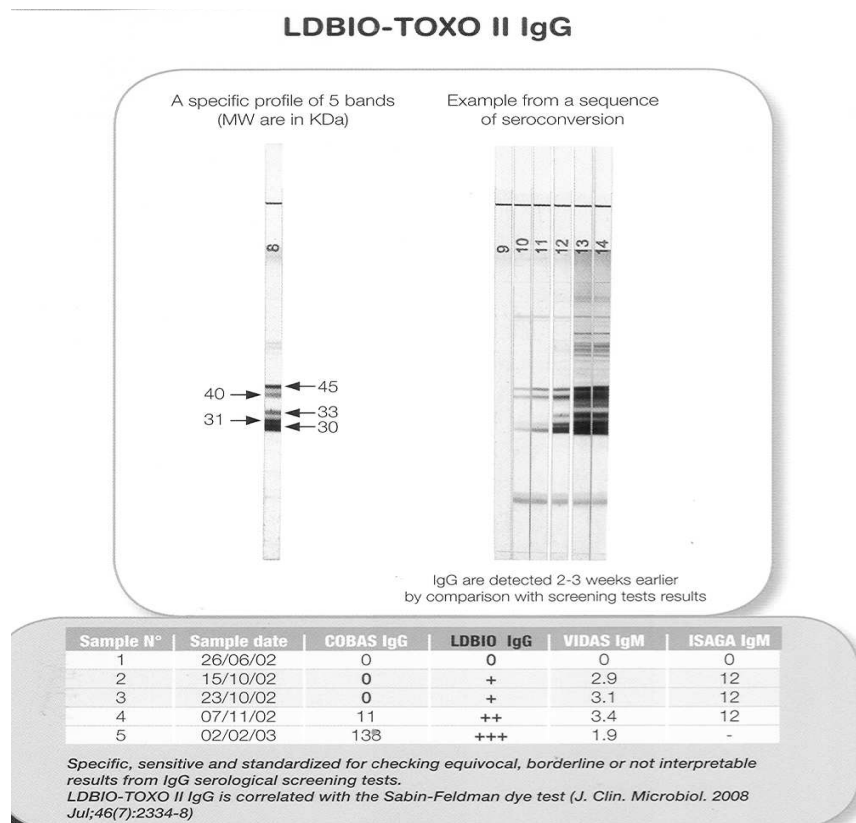 LDBIO-TOXO II IgG
A specific profile of 5 bands
(MW are in KDa)
Example from a sequence
of seroconversion
8
9
10
11
12
13
14
45
40
33
31
30
IgG are detected 2-3 weeks earlier
by comparison with screening tests results
Sample N° | Sample date | COBAS IgG | LDBIO IgG | VIDAS IgM | ISAGA IgM
1 26/06/02 0 0 0 0
2 15/10/02 0 + 2.9 12
3 23/10/02 0 + 3.1 12
4 07/11/02 11 ++ 3.4 12
5 02/02/03 138 +++ 1.9 -
Specific, sensitive and standardized for checking equivocal, borderline or not interpretable
results from IgG serological screening tests.
LDBIO-TOXO II IgG is correlated with the Sabin-Feldman dye test (J. Clin. Microbiol. 2008
Jul;46(7):2334-8)